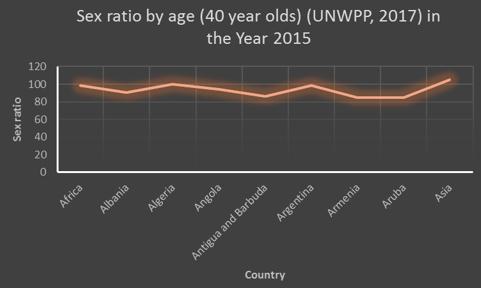 Sex ratio by age (40 year olds) (UNWPP, 2017) in
the Year 2015
120
100
80
60
40
20
0
Sex ratio
Africa
Albania
Algeria
Angola
Antigua and Barbuda
Argentina
Armenia
Aruba
Asia
Country